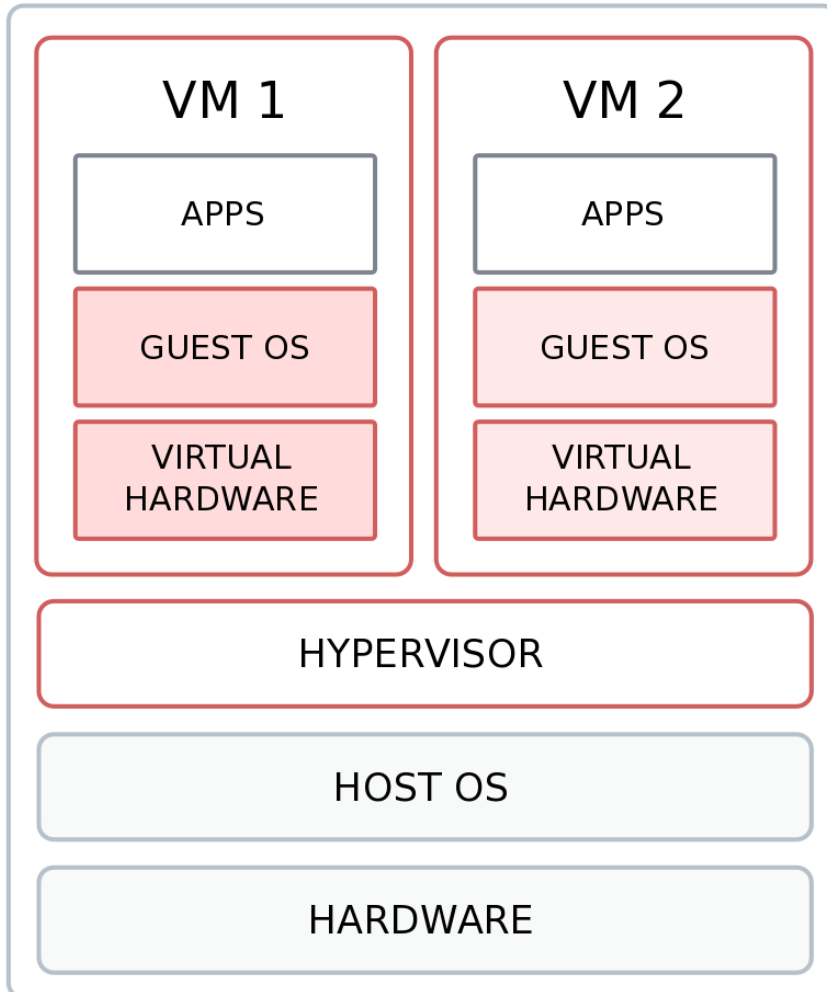 VM 1
APPS
GUEST OS
VIRTUAL
HARDWARE
VM 2
APPS
GUEST OS
VIRTUAL
HARDWARE
HYPERVISOR
HOST OS
HARDWARE